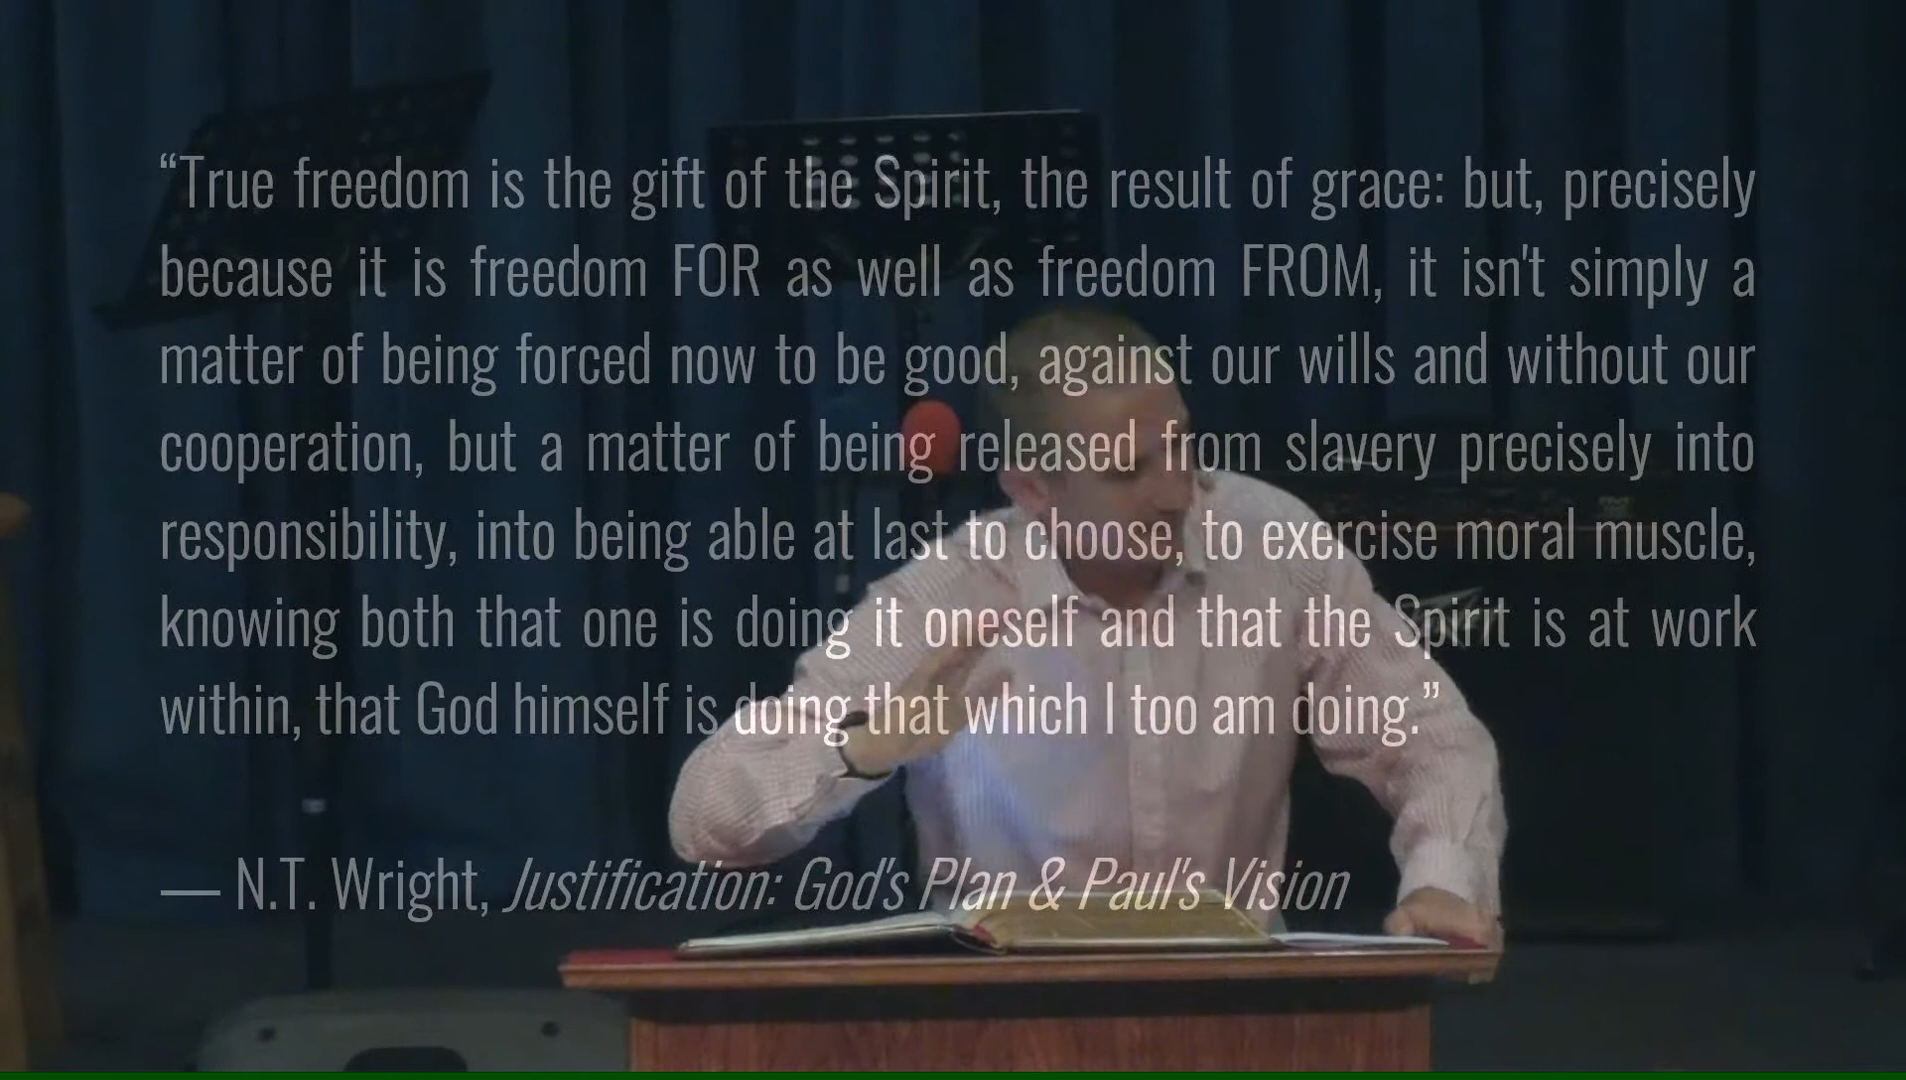 “True freedom is the gift of the Spirit, the result of grace: but, precisely
because it is freedom FOR as well as freedom FROM, it isn't simply a
matter of being forced now to be good, against our wills and without our
cooperation, but a matter of being released from slavery precisely into
responsibility, into being able at last to choose, to exercise moral muscle,
knowing both that one is doing it oneself and that the Spirit is at work
within, that God himself is doing that which I too am doing.”
— N.T. Wright, Justification: God's Plan & Paul's Vision